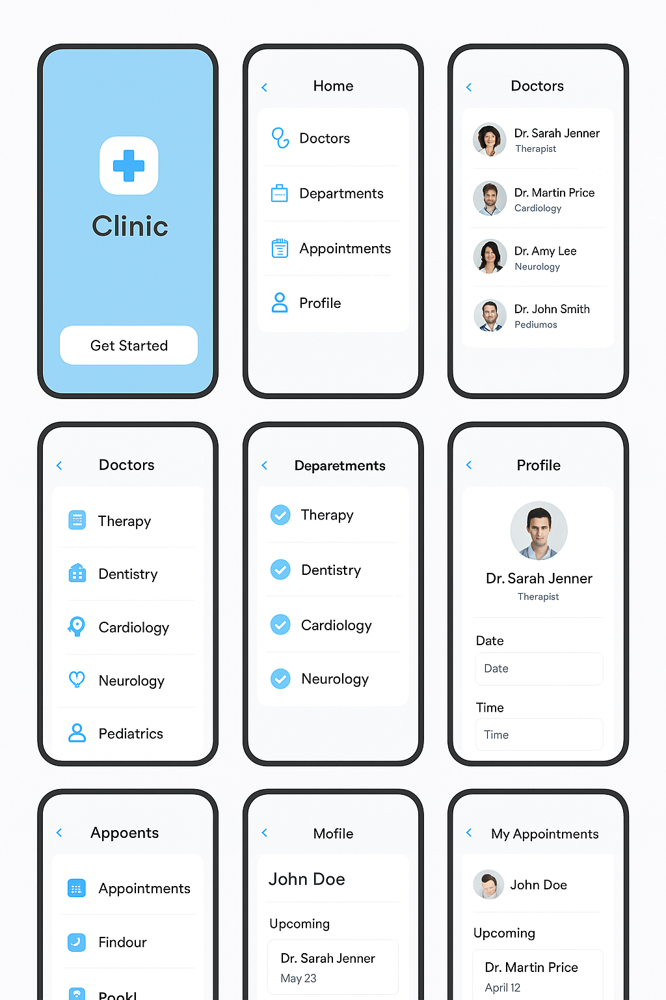 Clinic
Get Started
Home
Doctors
Departments
Appointments
Profile
Doctors
Dr. Sarah Jenner
Therapist
Dr. Martin Price
Cardiology
Dr. Amy Lee
Neurology
Dr. John Smith
Pediumos
Doctors
Therapy
Dentistry
Cardiology
Neurology
Pediatrics
Deparetments
Therapy
Dentistry
Cardiology
Neurology
Profile
Dr. Sarah Jenner
Therapist
Date
Date
Time
Time
Appoents
Appointments
Findour
Pookl
Mofile
John Doe
Upcoming
Dr. Sarah Jenner
May 23
My Appointments
John Doe
Upcoming
Dr. Martin Price
April 12